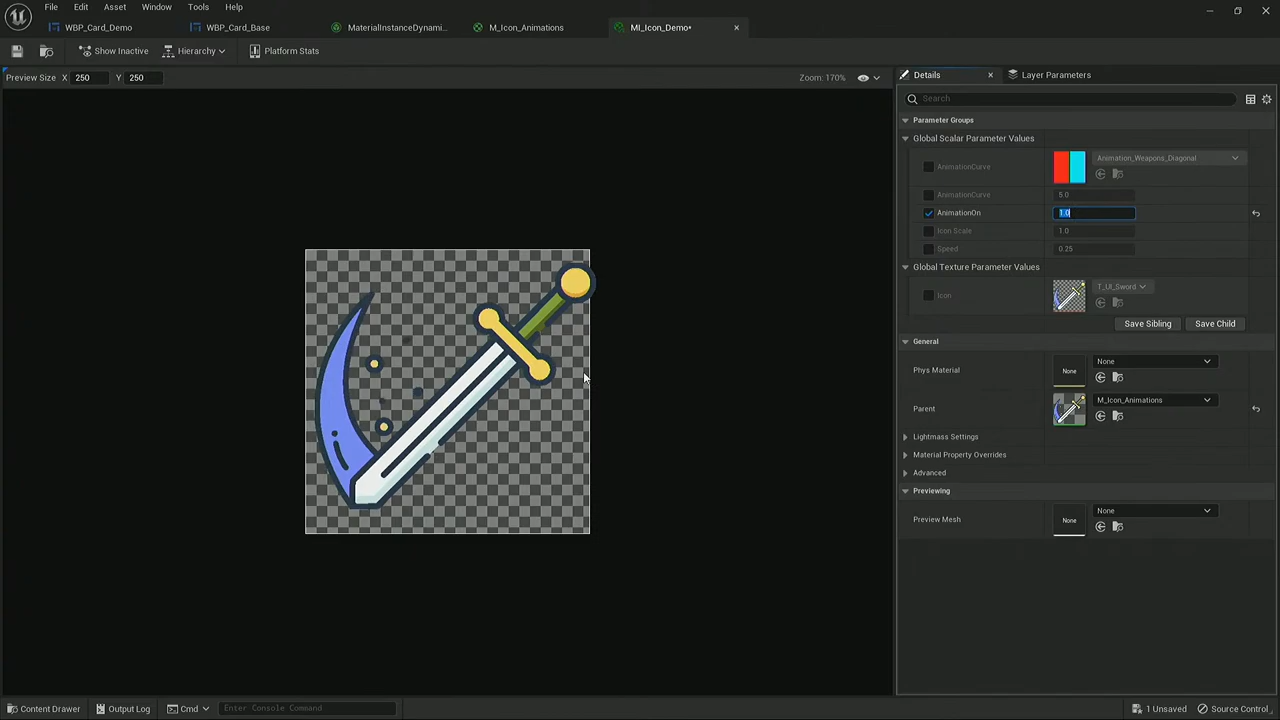 File Edit Asset Window Tools Help
WBP_Card_Demo WBP_Card_Base MaterialInstanceDynami... M_Icon_Animations MI_Icon_Demo•
Show Inactive Hierarchy Platform Stats
Preview Size X 250 Y 250 Zoom: 170%
Details Layer Parameters
Search
Parameter Groups
Global Scalar Parameter Values
Animation_Weapons_Diagonal
AnimationCurve
AnimationCurve 5.0
AnimationOn 1.0
Icon Scale 1.0
Speed 0.25
Global Texture Parameter Values
T_UI_Sword
Icon
Save Sibling Save Child
General
None
Phys Material None
M_Icon_Animations
Parent
Lightmass Settings
Material Property Overrides
Advanced
Previewing
None
Preview Mesh None
Content Drawer Output Log Cmd Enter Console Command 1 Unsaved Source Control